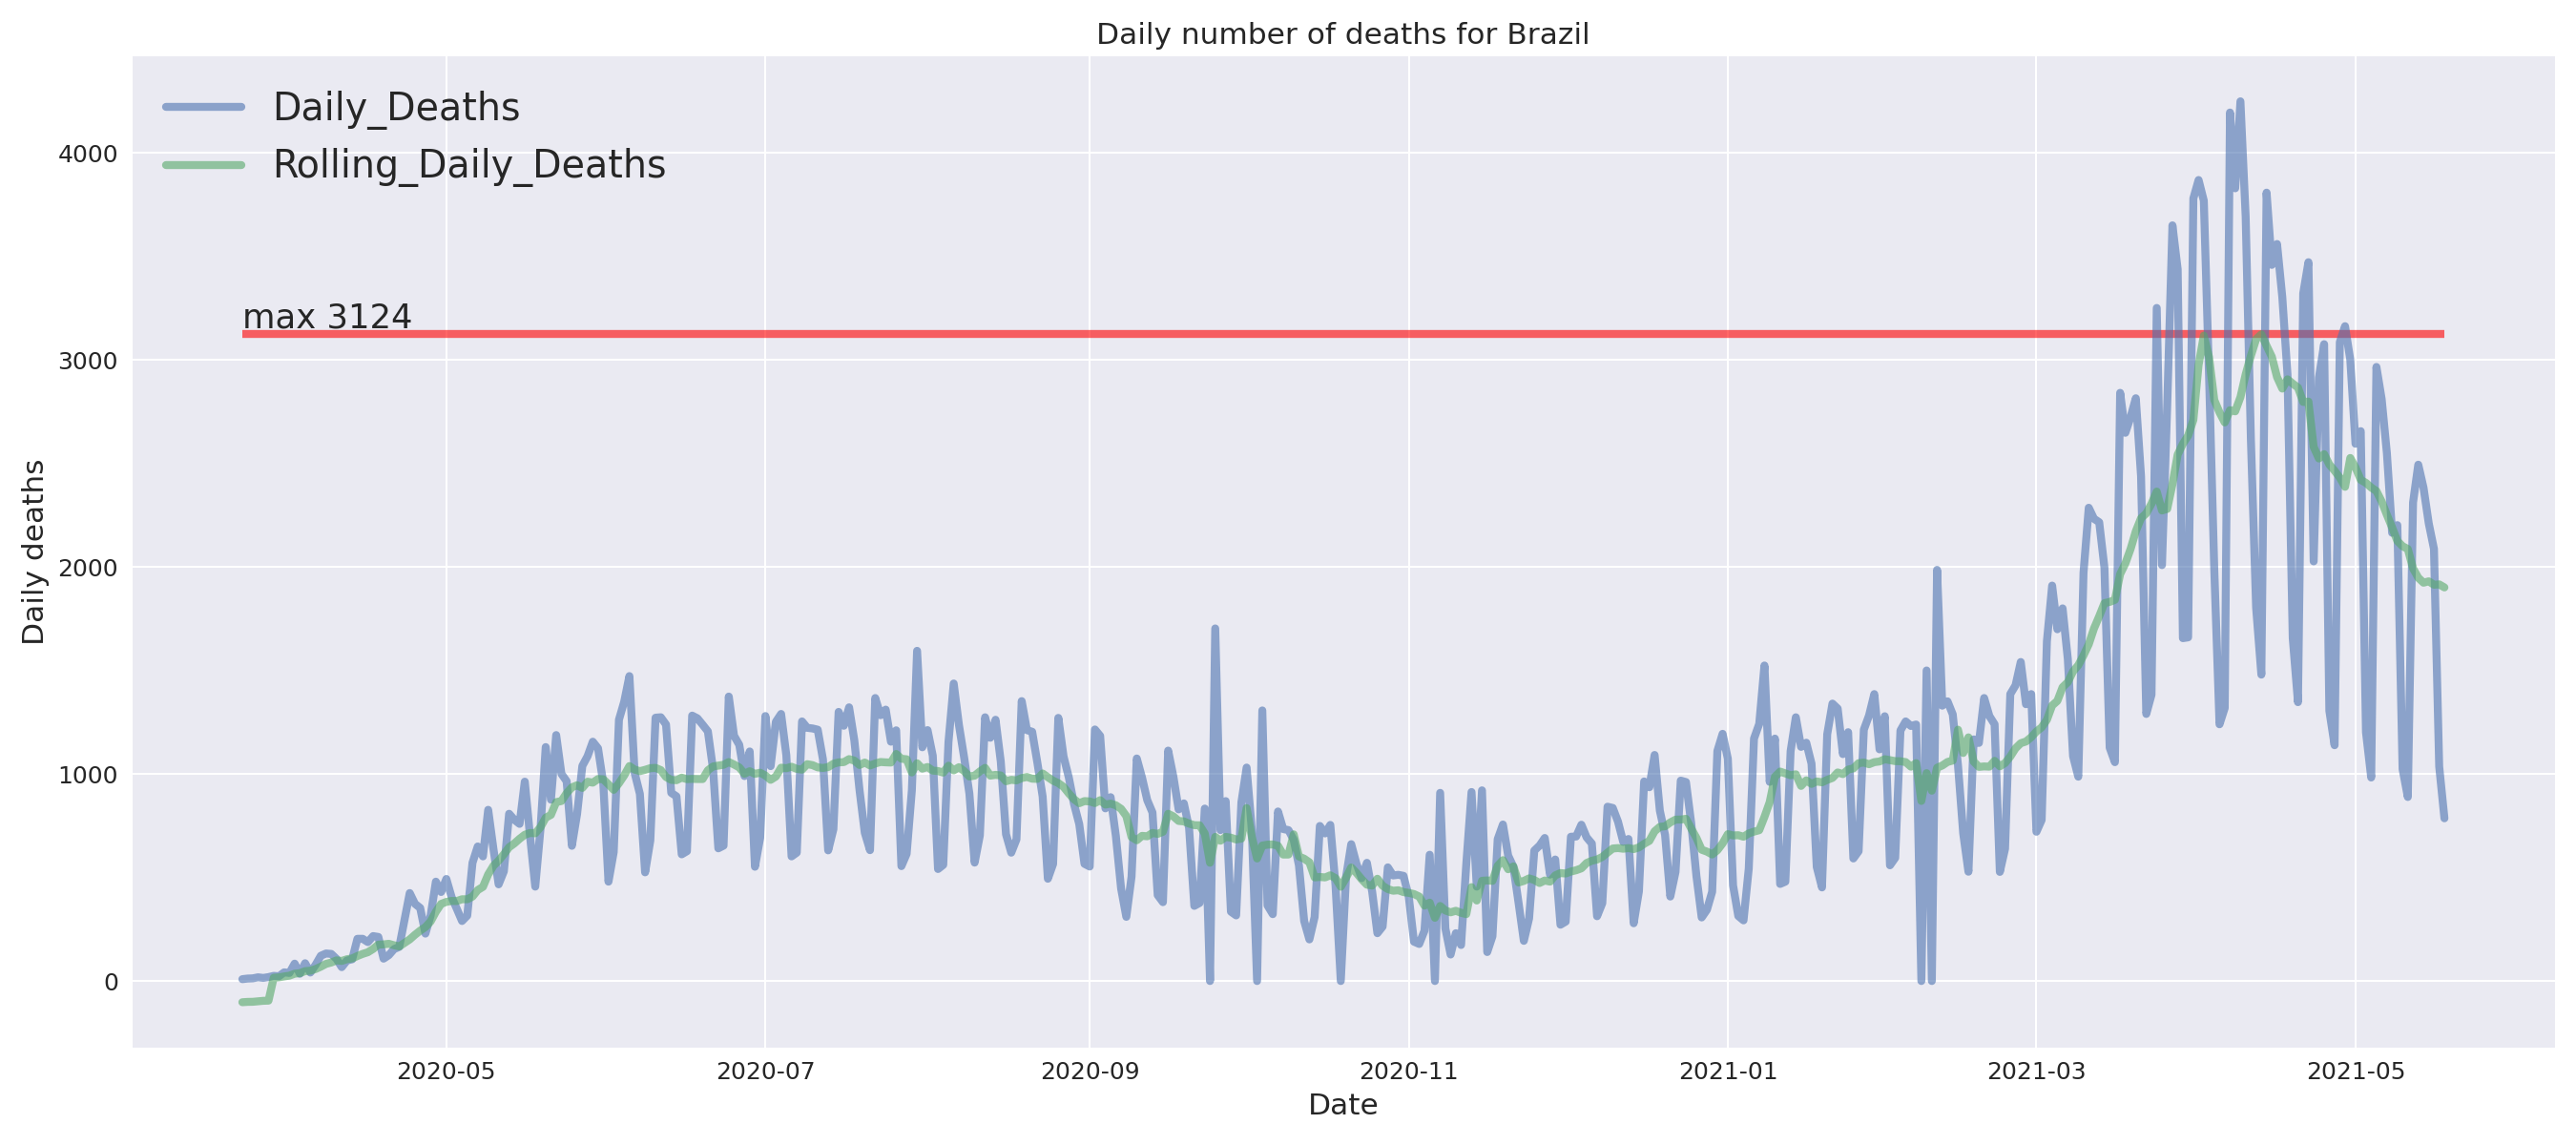 Daily number of deaths for Brazil
Daily_Deaths
Rolling_Daily_Deaths
max 3124
Daily deaths
4000
3000
2000
1000
0
2020-05
2020-07
2020-09
2020-11
2021-01
2021-03
2021-05
Date